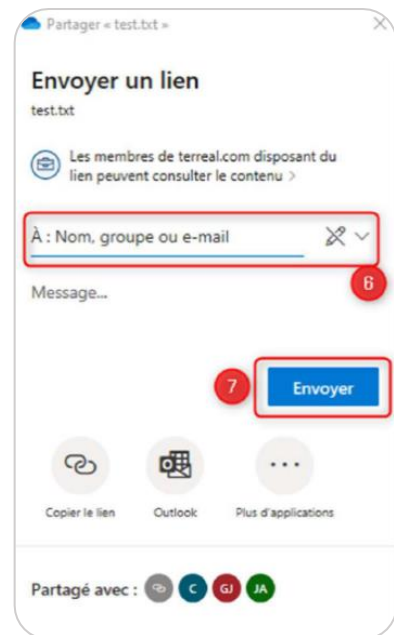 Partager « test.txt »
Envoyer un lien
test.txt
Les membres de terreal.com disposant du
lien peuvent consulter le contenu >
À : Nom, groupe ou e-mail
6
Message...
7
Envoyer
Copier le lien
Outlook
Plus d'applications
Partagé avec :
C
GJ
JA